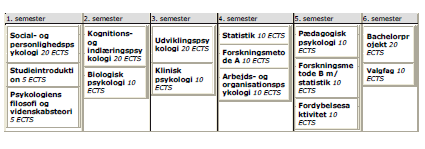 1. semester
2. semester
3. semester
4. semester
5. semester
6. semester
Social- og
personlighedsps
ykologi 20 ECTS
Studieintrodukti
on 5 ECTS
Psykologiens
filosofi og
videnskabsteori
5 ECTS
Kognitions-
og
indlæringspsy
kologi 20 ECTS
Biologisk
psykologi 10
ECTS
Udviklingspsy
kologi 20 ECTS
Klinisk
psykologi 10
ECTS
Statistik 10 ECTS
Forskningsmeto
de A 10 ECTS
Arbejds- og
organisationsps
ykologi 10 ECTS
Pædagogisk
psykologi 10
ECTS
Forskningsme
tode B m/
statistik 10
ECTS
Fordybelsesa
ktivitet 10
ECTS
Bachelorpr
ojekt 20
ECTS
Valgfag 10
ECTS